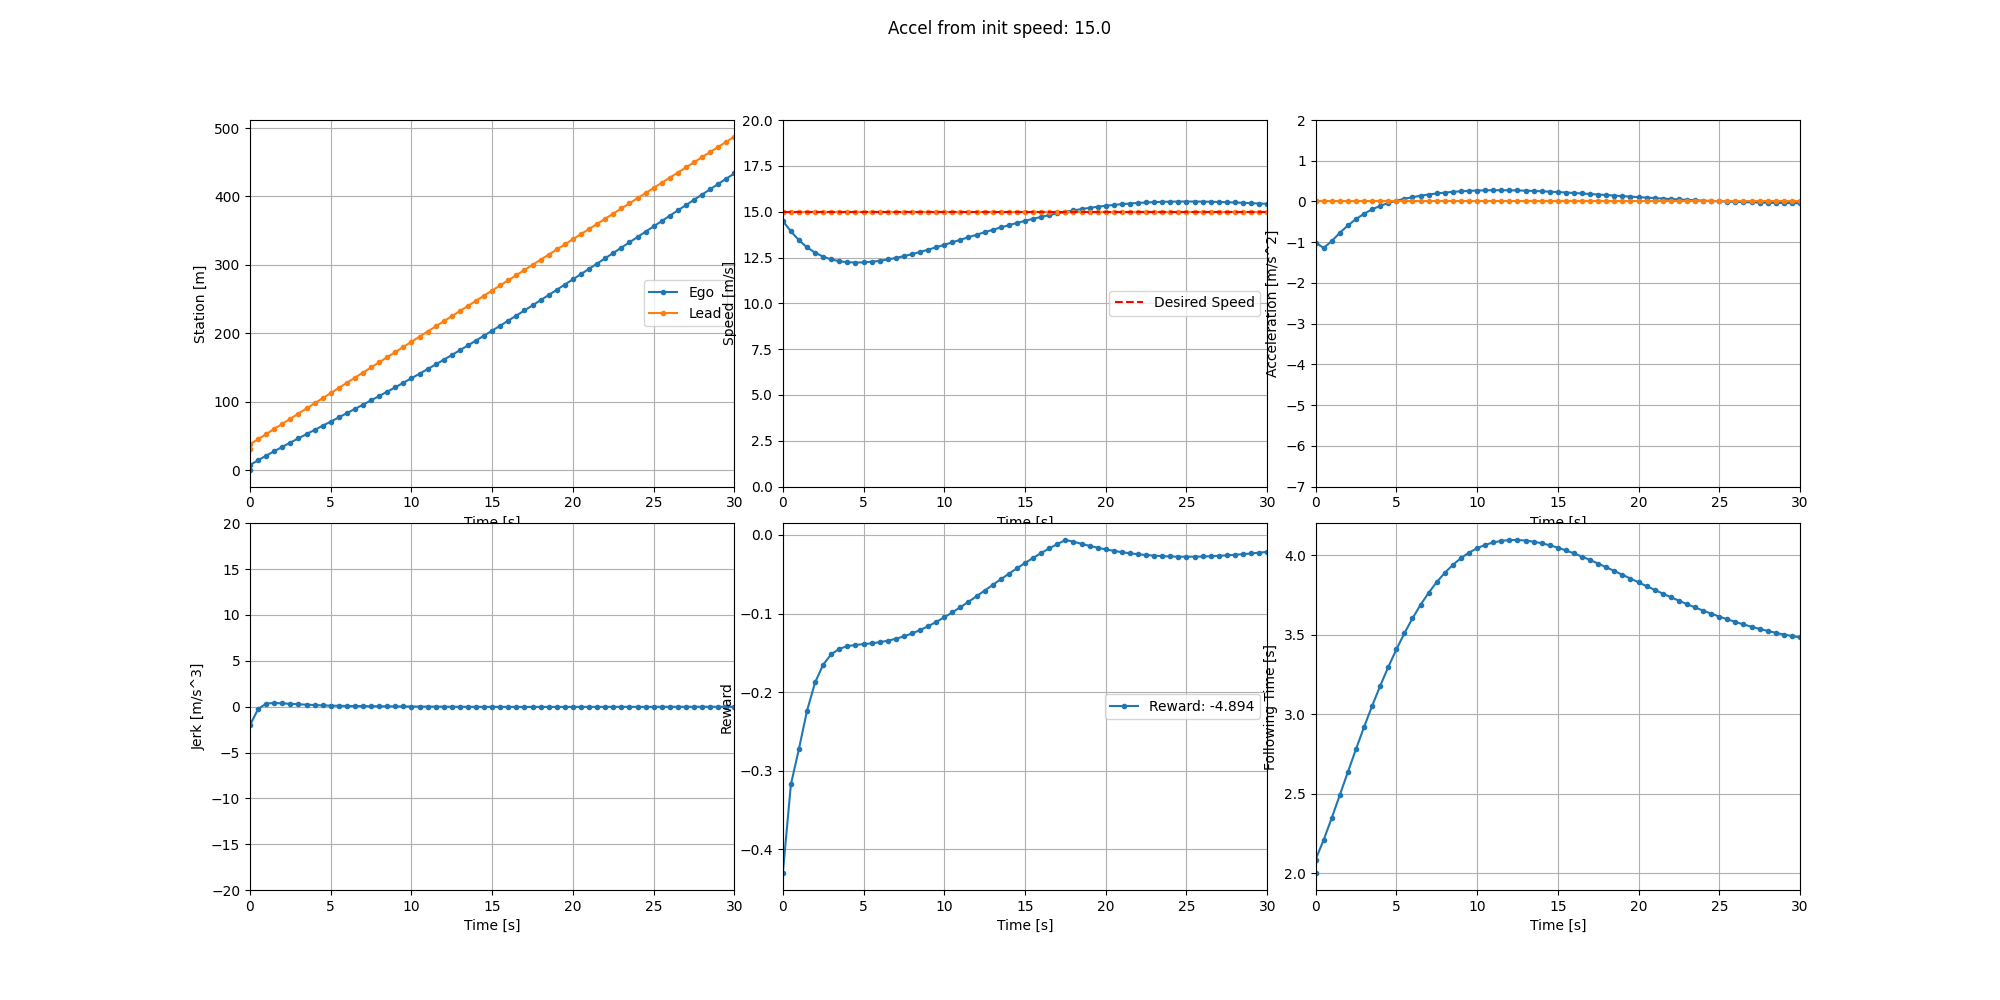 Accel from init speed: 15.0
500
400
300
200
100
0
Station [m]
Ego
Lead
0 5 10 15 20 25 30
Time [s]
20.0
17.5
15.0
12.5
10.0
7.5
5.0
2.5
0.0
Speed [m/s]
Desired Speed
0 5 10 15 20 25 30
Time [s]
2
1
0
−1
−2
−3
−4
−5
−6
−7
Acceleration [m/s^2]
0 5 10 15 20 25 30
Time [s]
20
15
10
5
0
−5
−10
−15
−20
Jerk [m/s^3]
0 5 10 15 20 25 30
Time [s]
0.0
−0.1
−0.2
−0.3
−0.4
Reward
Reward: -4.894
0 5 10 15 20 25 30
Time [s]
4.0
3.5
3.0
2.5
2.0
Following Time [s]
0 5 10 15 20 25 30
Time [s]